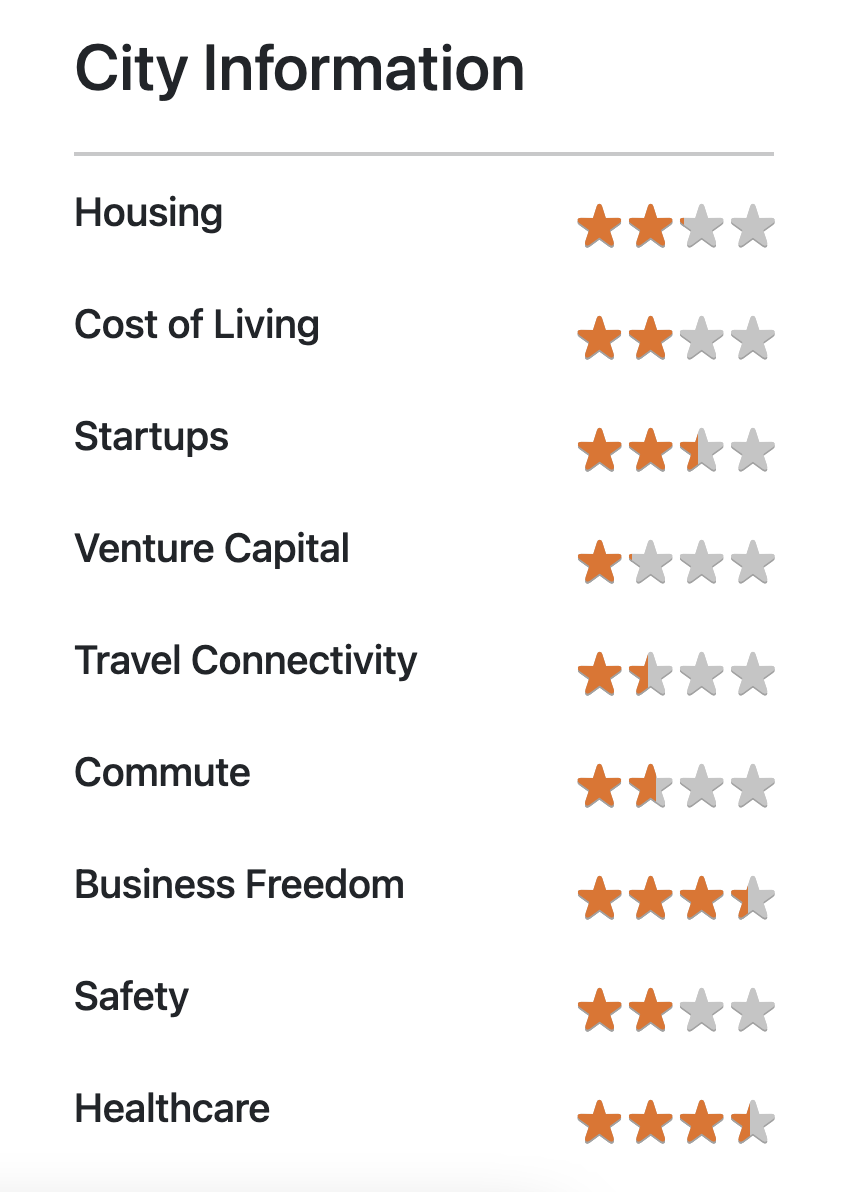 City Information
Housing
Cost of Living
Startups
Venture Capital
Travel Connectivity
Commute
Business Freedom
Safety
Healthcare